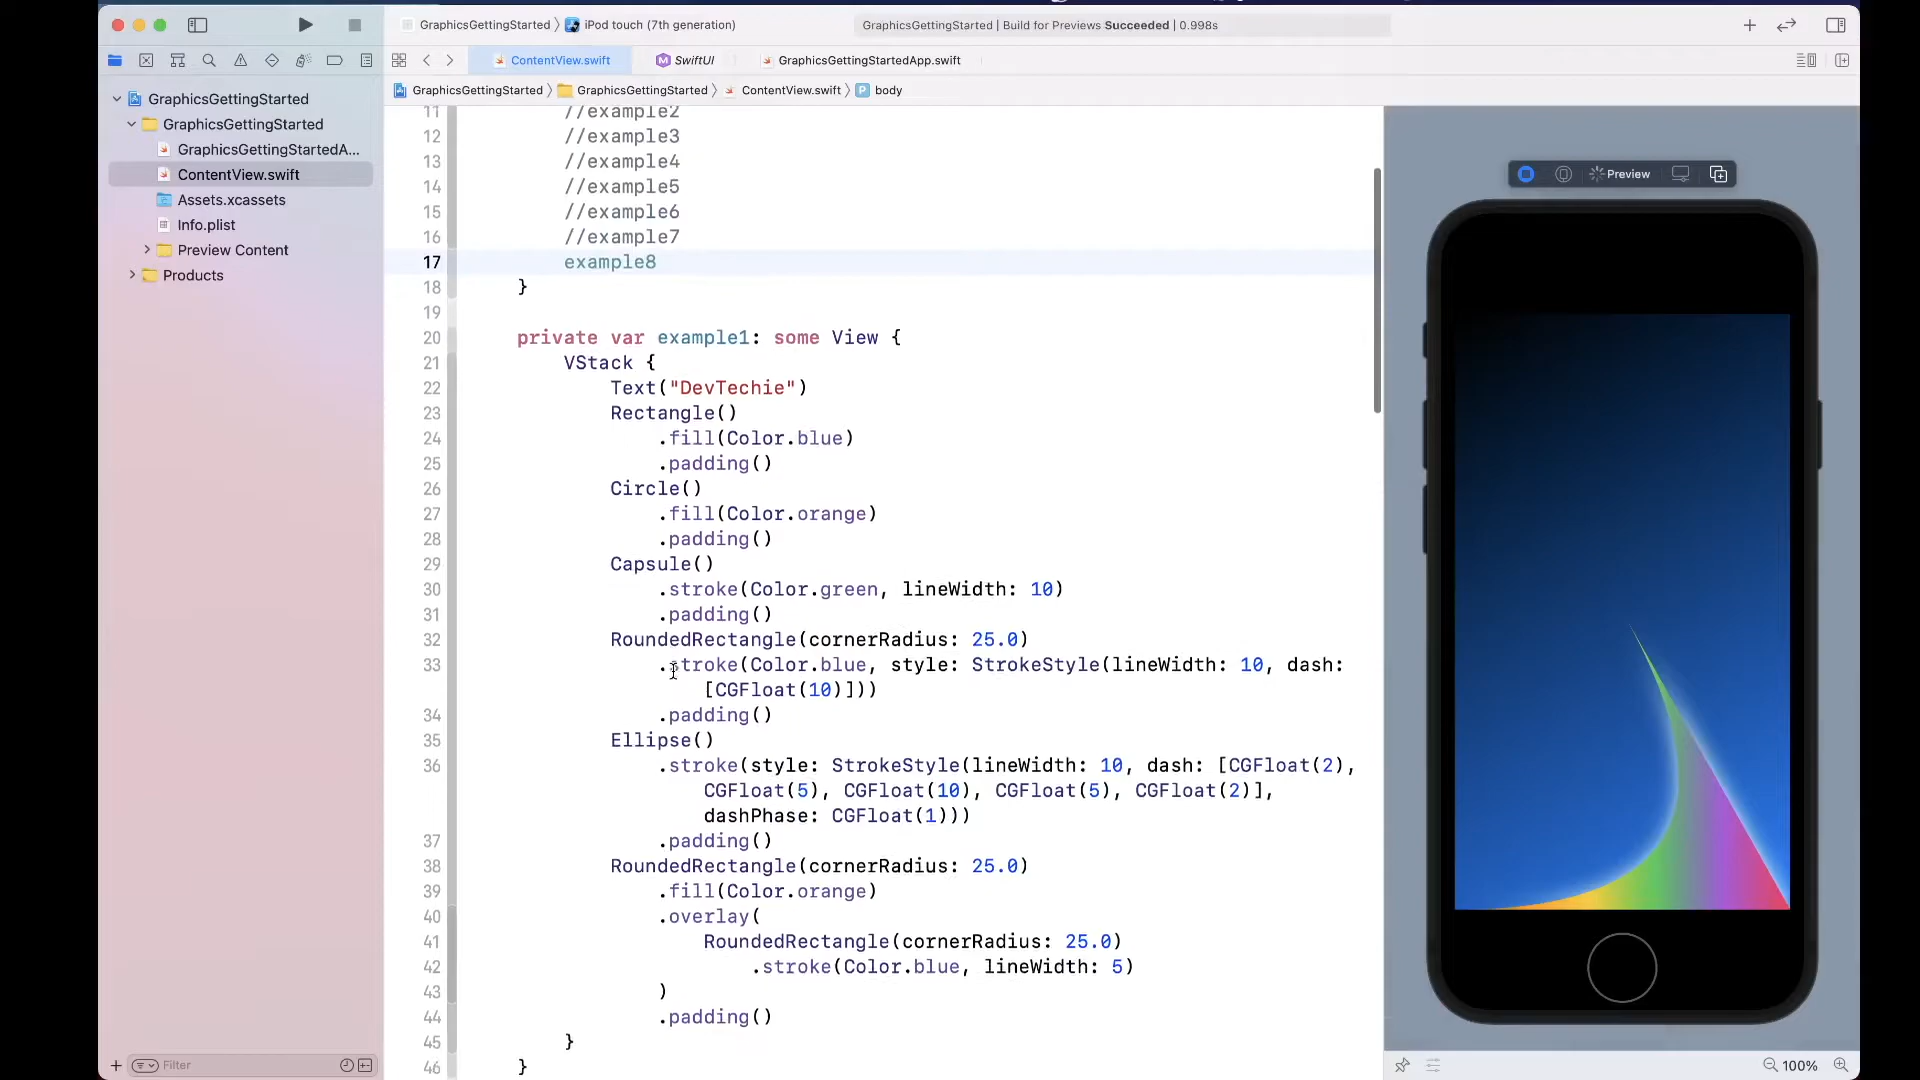 GraphicsGettingStarted
iPod touch (7th generation)
GraphicsGettingStarted | Build for Previews Succeeded | 0.998s
ContentView.swift
SwiftUI
GraphicsGettingStartedApp.swift
GraphicsGettingStarted
GraphicsGettingStarted
ContentView.swift
body
GraphicsGettingStarted
GraphicsGettingStarted
GraphicsGettingStartedA...
ContentView.swift
Assets.xcassets
Info.plist
Preview Content
Products
Filter
11 //example2
12 //example3
13 //example4
14 //example5
15 //example6
16 //example7
17 example8
18 }
19
20 private var example1: some View {
21 VStack {
22 Text("DevTechie")
23 Rectangle()
24 .fill(Color.blue)
25 .padding()
26 Circle()
27 .fill(Color.orange)
28 .padding()
29 Capsule()
30 .stroke(Color.green, lineWidth: 10)
31 .padding()
32 RoundedRectangle(cornerRadius: 25.0)
33 .stroke(Color.blue, style: StrokeStyle(lineWidth: 10, dash:
[CGFloat(10)]))
34 .padding()
35 Ellipse()
36 .stroke(style: StrokeStyle(lineWidth: 10, dash: [CGFloat(2),
CGFloat(5), CGFloat(10), CGFloat(5), CGFloat(2)],
dashPhase: CGFloat(1)))
37 .padding()
38 RoundedRectangle(cornerRadius: 25.0)
39 .fill(Color.orange)
40 .overlay(
41 RoundedRectangle(cornerRadius: 25.0)
42 .stroke(Color.blue, lineWidth: 5)
43 )
44 .padding()
45 }
46 }
Preview
100%